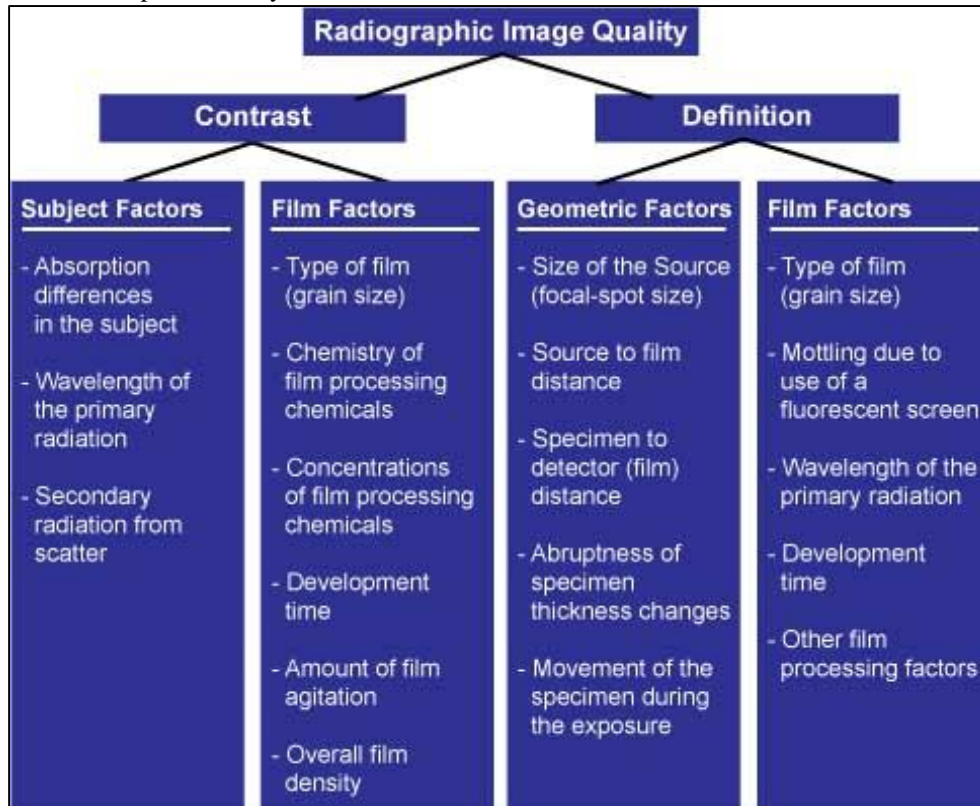 Radiographic Image Quality
Contrast
Definition
Subject Factors
- Absorption
differences
in the subject
- Wavelength of
the primary
radiation
- Secondary
radiation from
scatter
Film Factors
- Type of film
(grain size)
- Chemistry of
film processing
chemicals
- Concentrations
of film processing
chemicals
- Development
time
- Amount of film
agitation
- Overall film
density
Geometric Factors
- Size of the Source
(focal-spot size)
- Source to film
distance
- Specimen to
detector (film)
distance
- Abruptness of
specimen
thickness changes
- Movement of the
specimen during
the exposure
Film Factors
- Type of film
(grain size)
- Mottling due to
use of a
fluorescent screen
- Wavelength of the
primary radiation
- Development
time
- Other film
processing factors